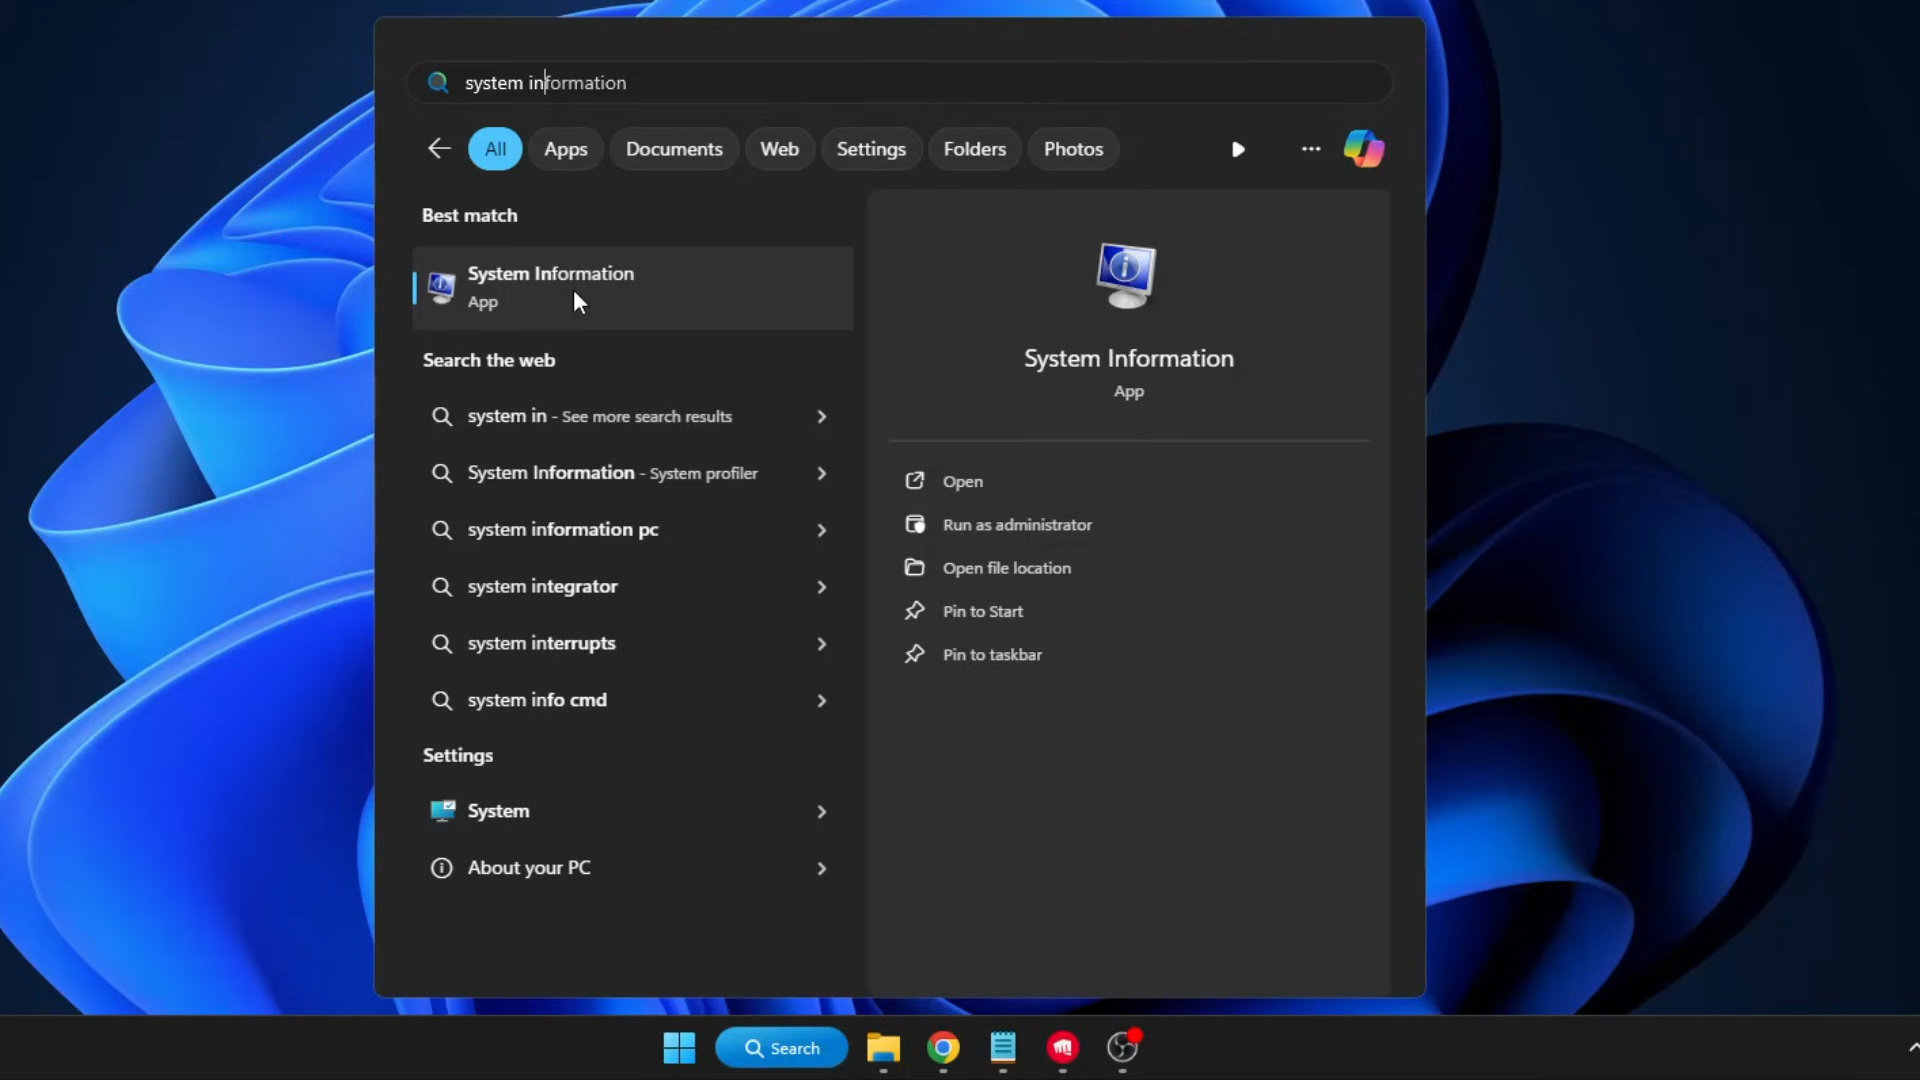 system information
All Apps Documents Web Settings Folders Photos
Best match
System Information
App
Search the web
system in - See more search results
System Information - System profiler
system information pc
system integrator
system interrupts
system info cmd
Settings
System
About your PC
System Information
App
Open
Run as administrator
Open file location
Pin to Start
Pin to taskbar
Search